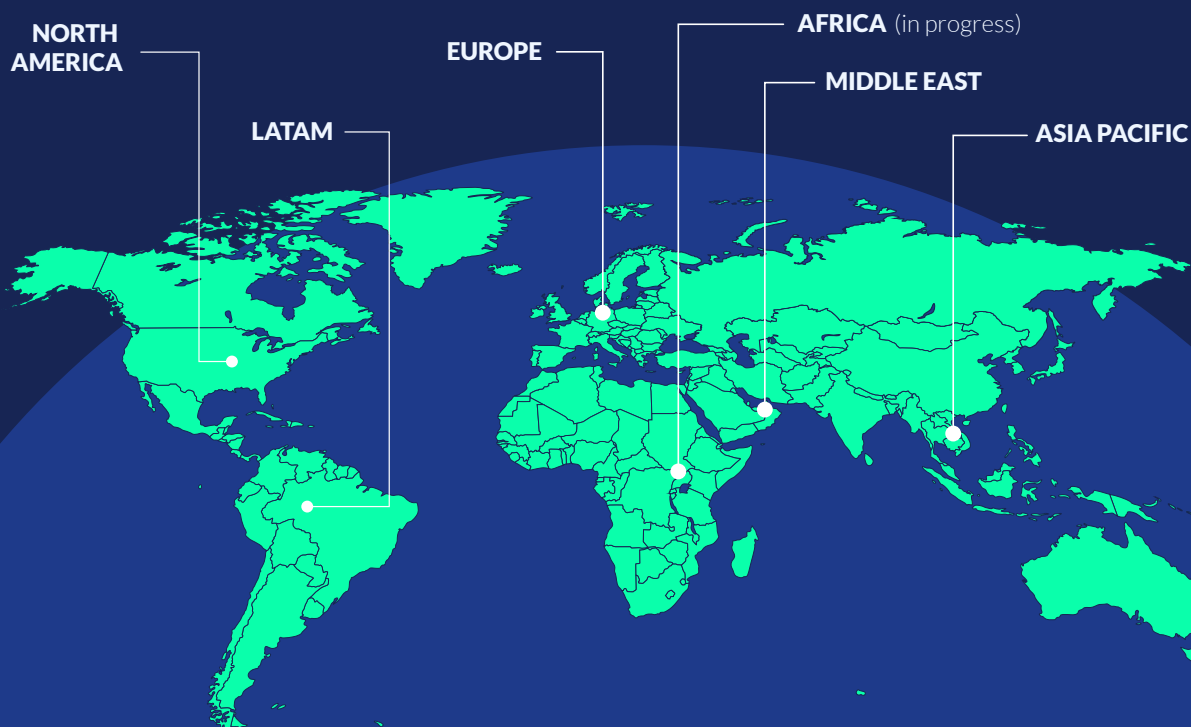 NORTH
AMERICA
LATAM
EUROPE
AFRICA (in progress)
MIDDLE EAST
ASIA PACIFIC